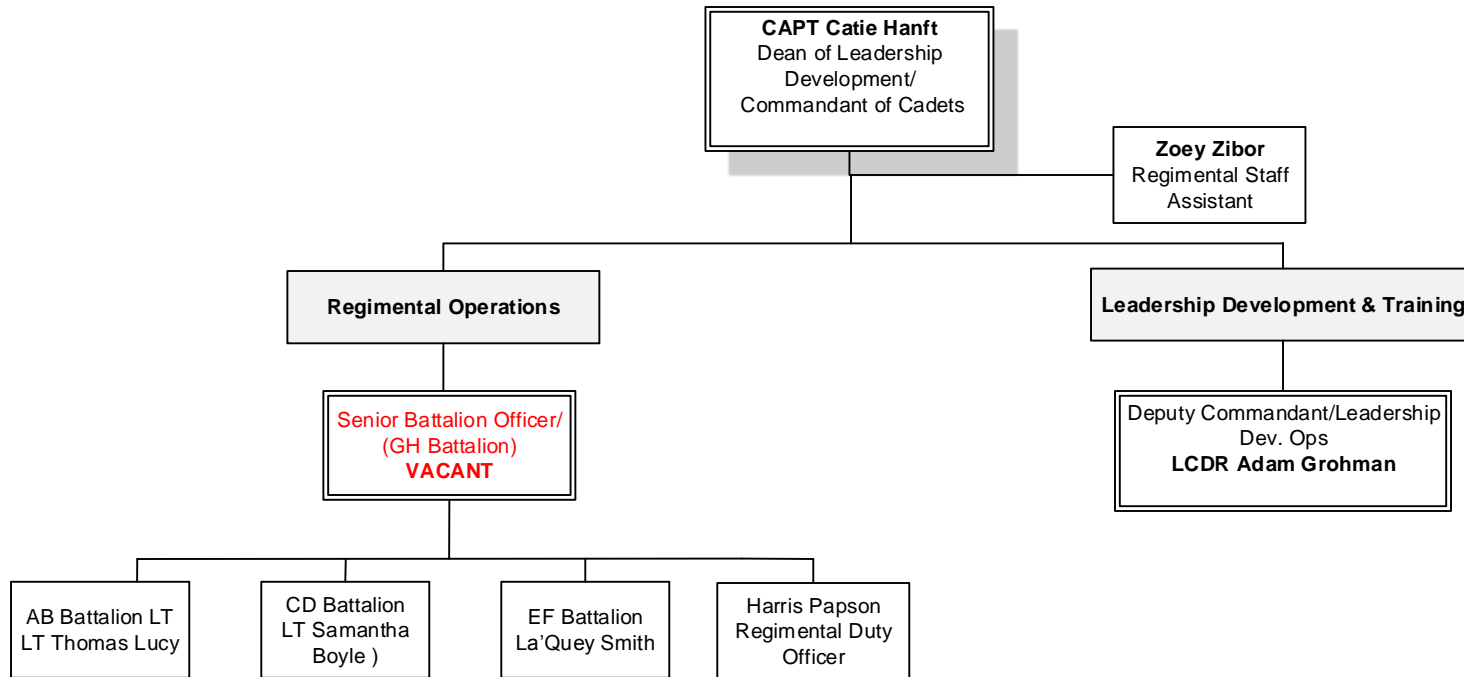 CAPT Catie Hanft
Dean of Leadership
Development/
Commandant of Cadets
Zoey Zibor
Regimental Staff
Assistant
Regimental Operations
Leadership Development & Training
Senior Battalion Officer/
(GH Battalion)
VACANT
Deputy Commandant/Leadership
Dev. Ops
LCDR Adam Grohman
AB Battalion LT
LT Thomas Lucy
CD Battalion
LT Samantha
Boyle )
EF Battalion
La’Quey Smith
Harris Papson
Regimental Duty
Officer